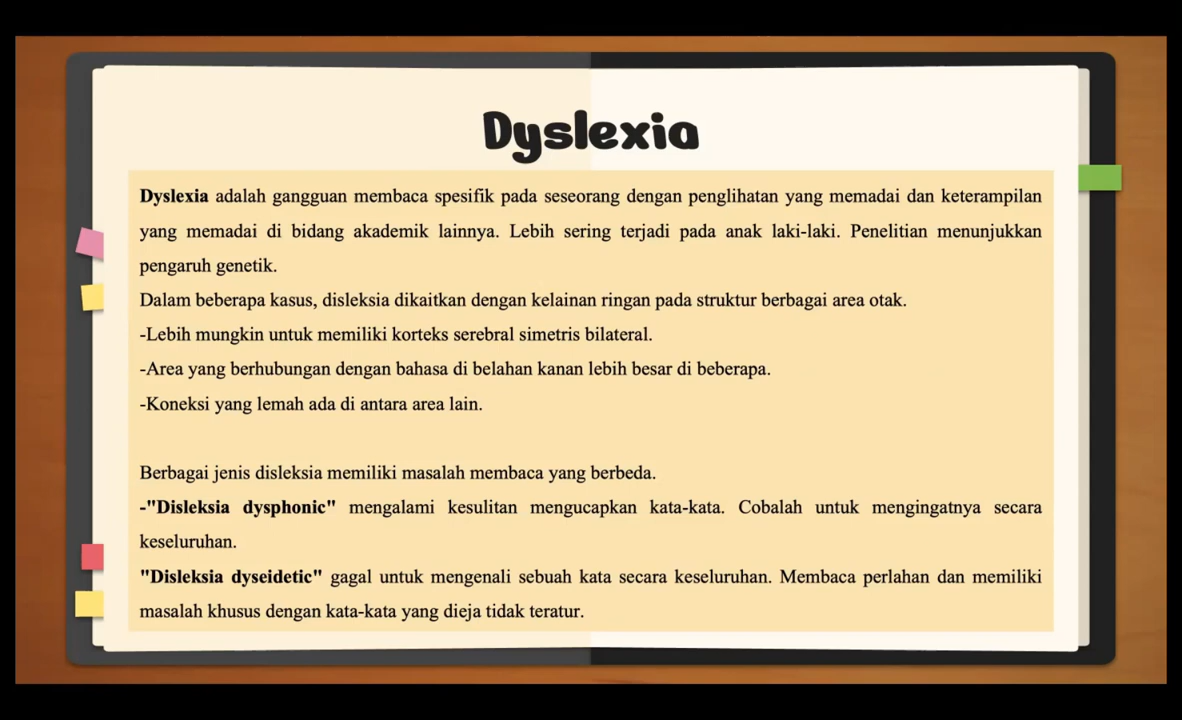 Dyslexia
Dyslexia adalah gangguan membaca spesifik pada seseorang dengan penglihatan yang memadai dan keterampilan
yang memadai di bidang akademik lainnya. Lebih sering terjadi pada anak laki-laki. Penelitian menunjukkan
pengaruh genetik.
Dalam beberapa kasus, disleksia dikaitkan dengan kelainan ringan pada struktur berbagai area otak.
-Lebih mungkin untuk memiliki korteks serebral simetris bilateral.
-Area yang berhubungan dengan bahasa di belahan kanan lebih besar di beberapa.
-Koneksi yang lemah ada di antara area lain.
Berbagai jenis disleksia memiliki masalah membaca yang berbeda.
-"Disleksia dysphonic" mengalami kesulitan mengucapkan kata-kata. Cobalah untuk mengingatnya secara
keseluruhan.
"Disleksia dyseidetic" gagal untuk mengenali sebuah kata secara keseluruhan. Membaca perlahan dan memiliki
masalah khusus dengan kata-kata yang dieja tidak teratur.